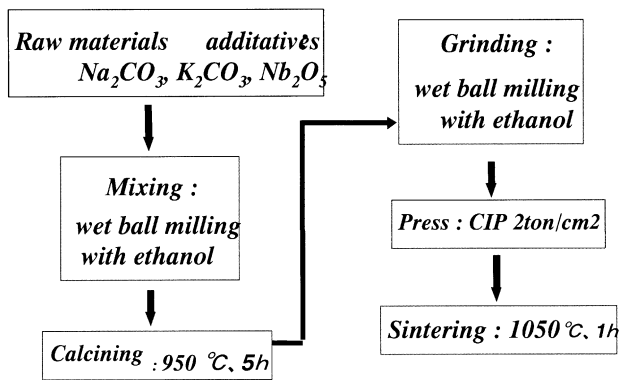 Raw materials additatives
Na₂CO₃, K₂CO₃, Nb₂O₅
Mixing :
wet ball milling
with ethanol
Calcining : 950 ℃、5h
Grinding :
wet ball milling
with ethanol
Press : CIP 2ton/cm2
Sintering : 1050℃、1h